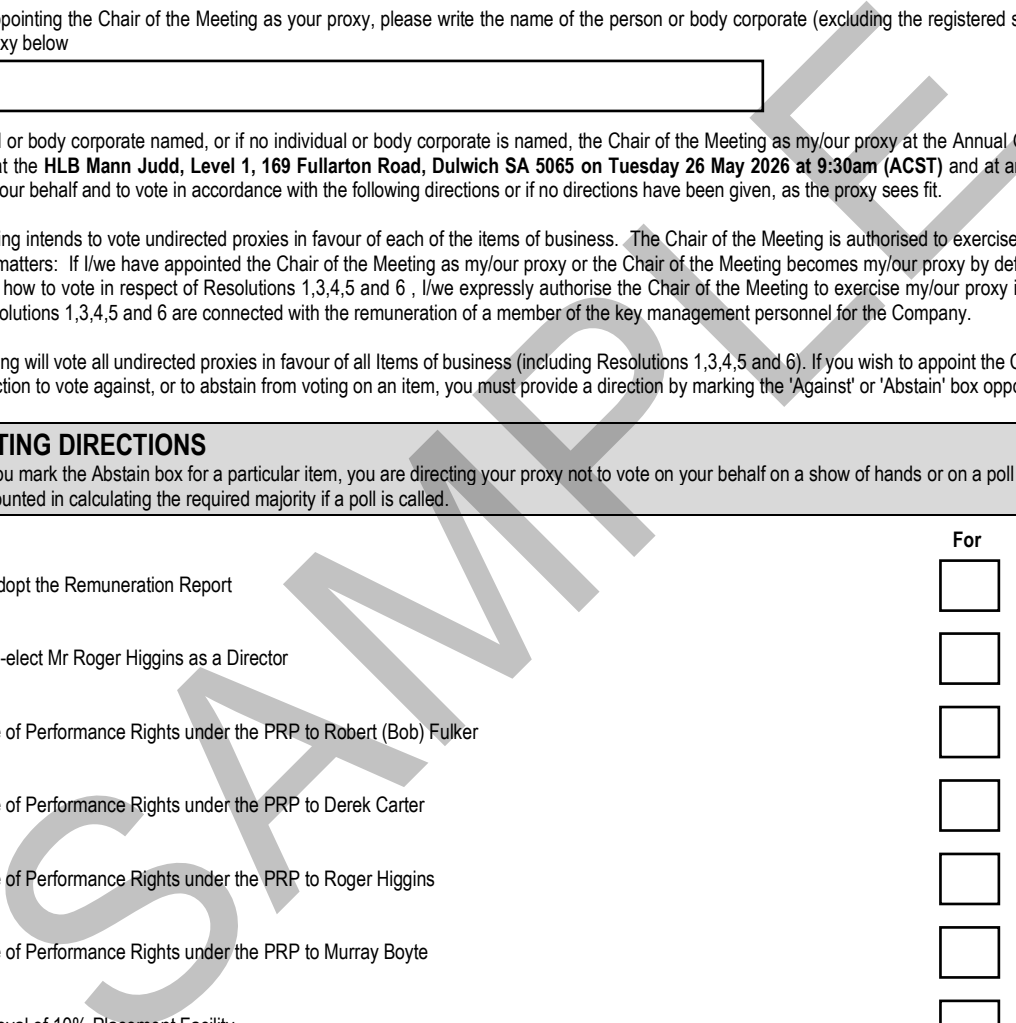 pointing the Chair of the Meeting as your proxy, please write the name of the person or body corporate (excluding the registered s
xy below
l or body corporate named, or if no individual or body corporate is named, the Chair of the Meeting as my/our proxy at the Annual G
at the HLB Mann Judd, Level 1, 169 Fullarton Road, Dulwich SA 5065 on Tuesday 26 May 2026 at 9:30am (ACST) and at an
our behalf and to vote in accordance with the following directions or if no directions have been given, as the proxy sees fit.
ing intends to vote undirected proxies in favour of each of the items of business. The Chair of the Meeting is authorised to exercise
matters: If I/we have appointed the Chair of the Meeting as my/our proxy or the Chair of the Meeting becomes my/our proxy by def
how to vote in respect of Resolutions 1,3,4,5 and 6 , I/we expressly authorise the Chair of the Meeting to exercise my/our proxy i
olutions 1,3,4,5 and 6 are connected with the remuneration of a member of the key management personnel for the Company.
ing will vote all undirected proxies in favour of all Items of business (including Resolutions 1,3,4,5 and 6). If you wish to appoint the C
ction to vote against, or to abstain from voting on an item, you must provide a direction by marking the 'Against' or 'Abstain' box oppo
TING DIRECTIONS
ou mark the Abstain box for a particular item, you are directing your proxy not to vote on your behalf on a show of hands or on a poll
ounted in calculating the required majority if a poll is called.
For
dopt the Remuneration Report
-elect Mr Roger Higgins as a Director
e of Performance Rights under the PRP to Robert (Bob) Fulker
e of Performance Rights under the PRP to Derek Carter
e of Performance Rights under the PRP to Roger Higgins
e of Performance Rights under the PRP to Murray Boyte
val of 10% Placement Facility
SAMPLE